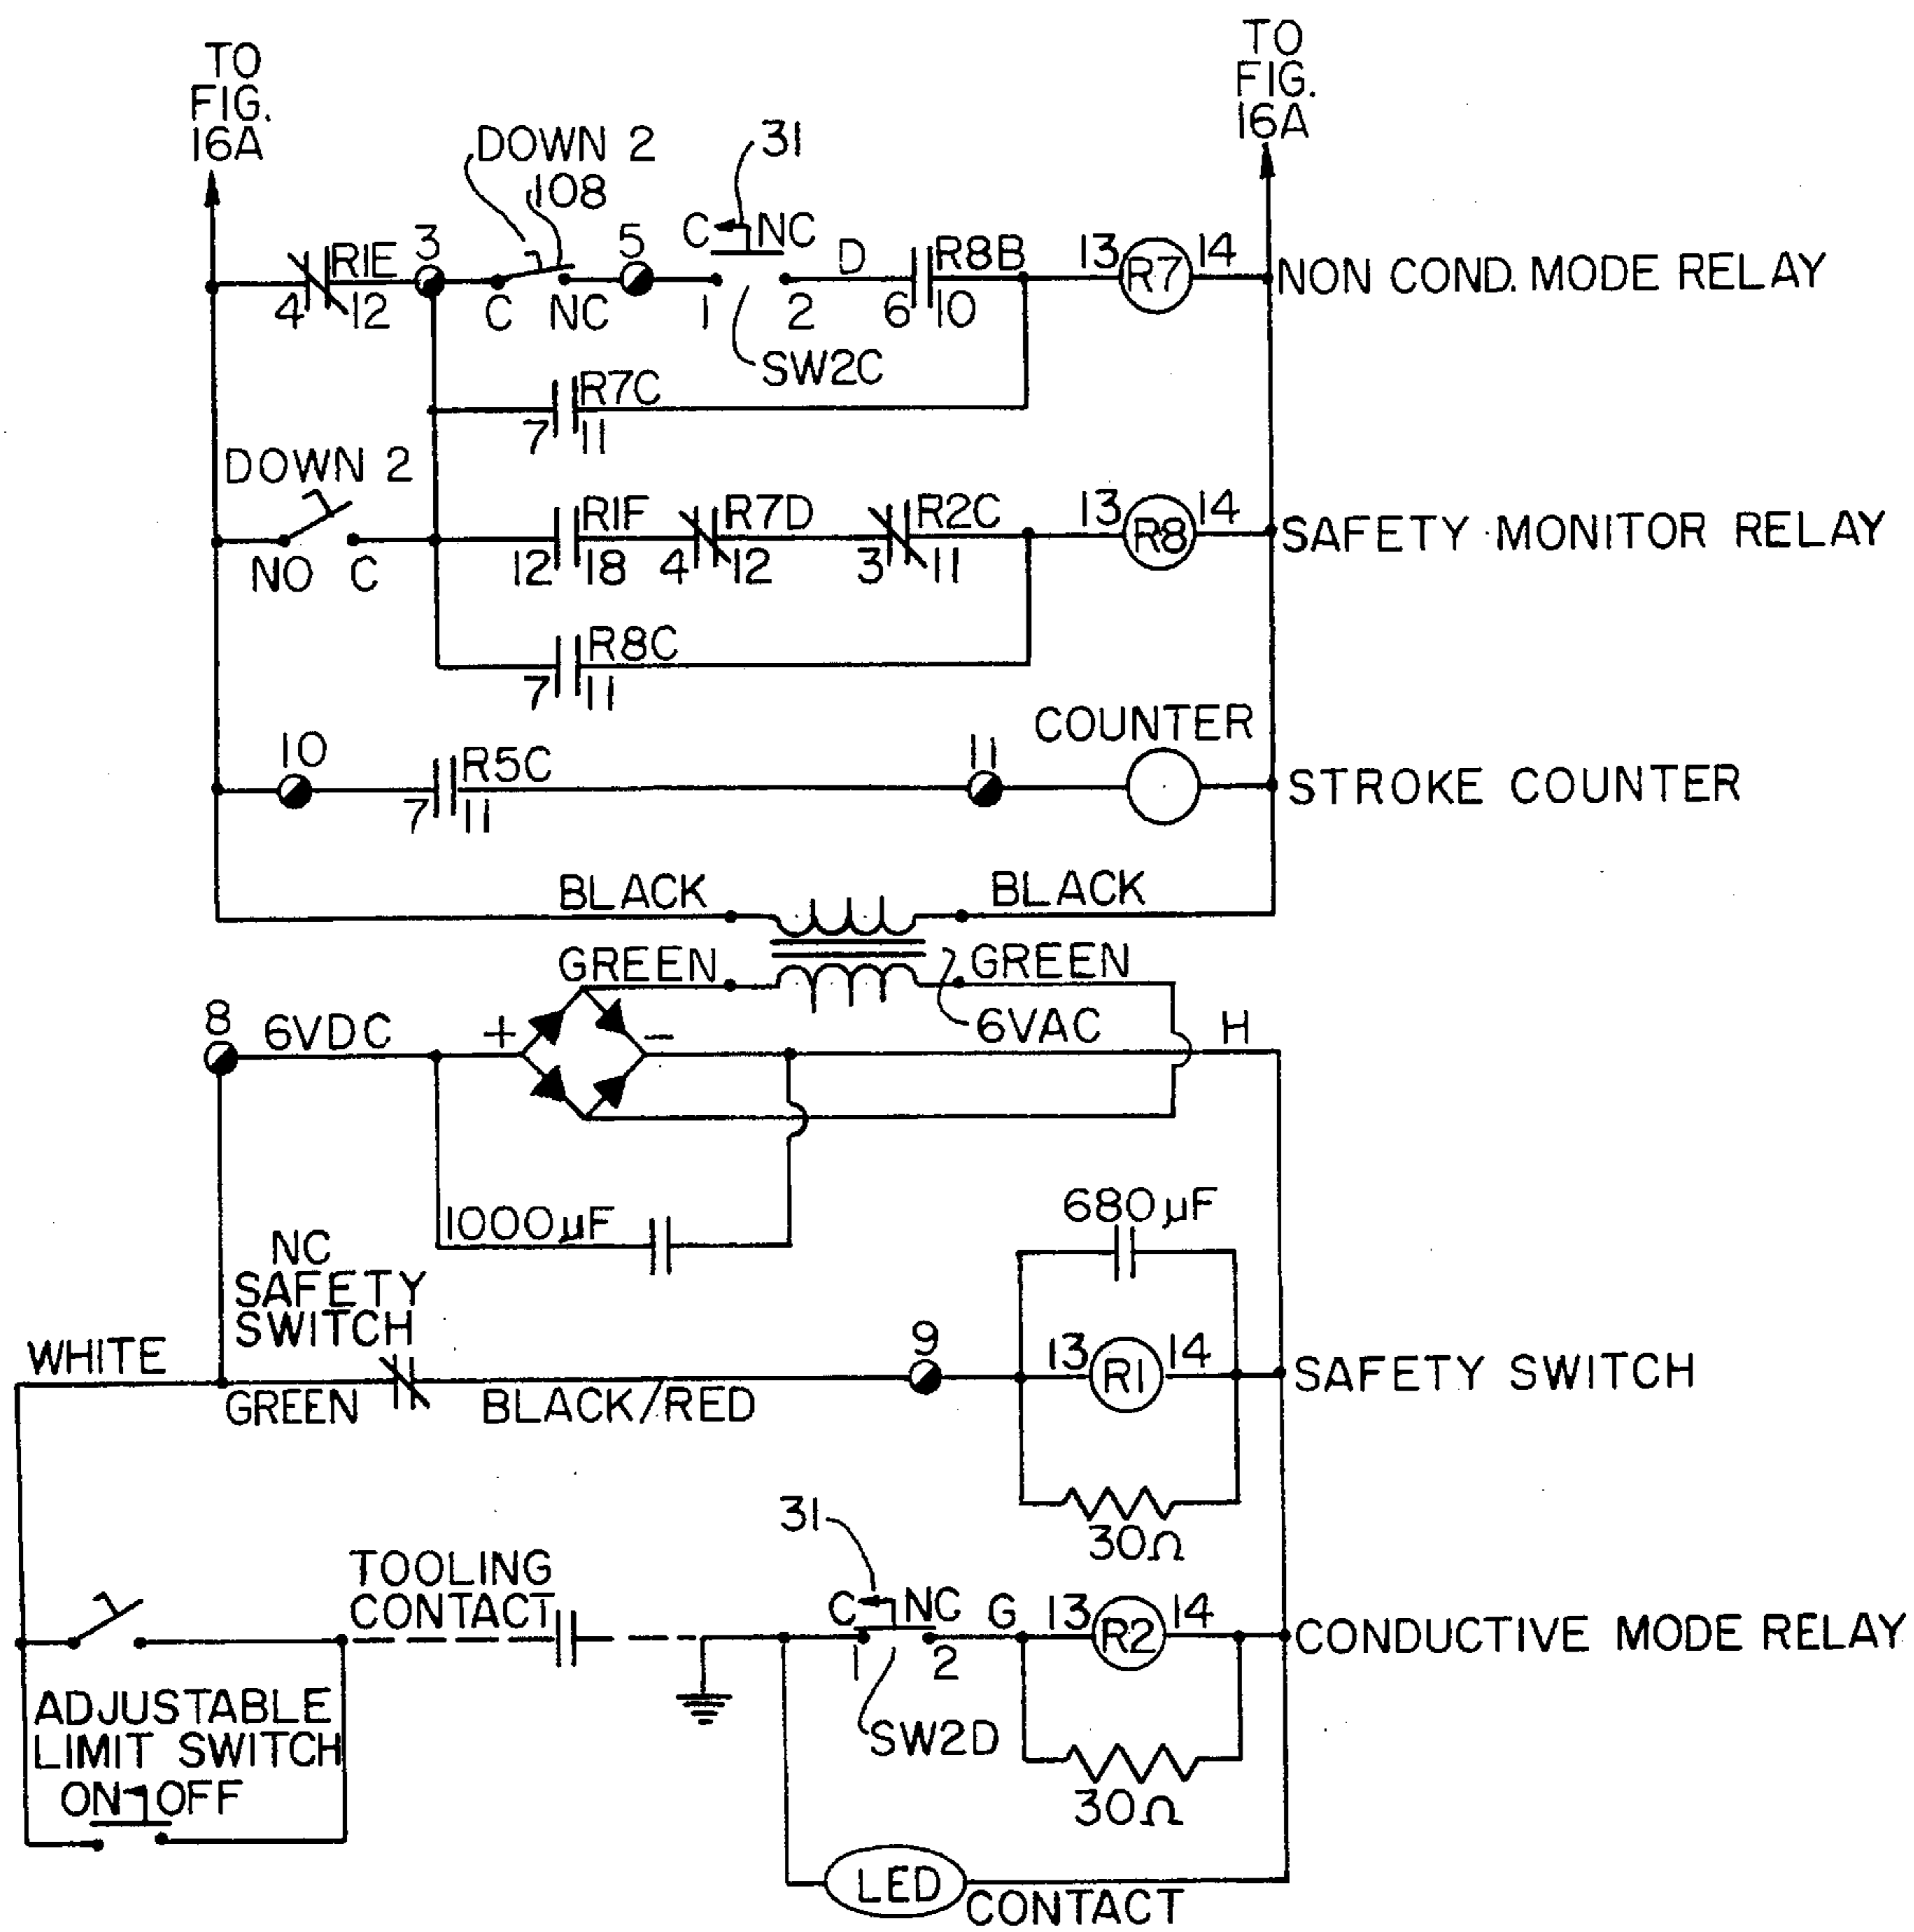 TO
FIG.
16A
TO
FIG.
16A
DOWN 2
108
31
R1E
3
5
C NC
D
R8B
13
R7
14
NON COND. MODE RELAY
4
12
C NC
1
2
6
10
SW2C
R7C
7
11
DOWN 2
NO C
R1F
R7D
R2C
13
R8
14
SAFETY MONITOR RELAY
12
18
4
12
3
11
R8C
7
11
COUNTER
10
R5C
11
STROKE COUNTER
7
11
BLACK
BLACK
GREEN
GREEN
6VAC
8
6VDC
+
−
H
1000µF
680µF
NC
SAFETY
SWITCH
WHITE
GREEN
BLACK/RED
9
13
R1
14
SAFETY SWITCH
30Ω
31
TOOLING
CONTACT
C NC
G
13
R2
14
CONDUCTIVE MODE RELAY
1
2
SW2D
ADJUSTABLE
LIMIT SWITCH
ON OFF
30Ω
LED
CONTACT